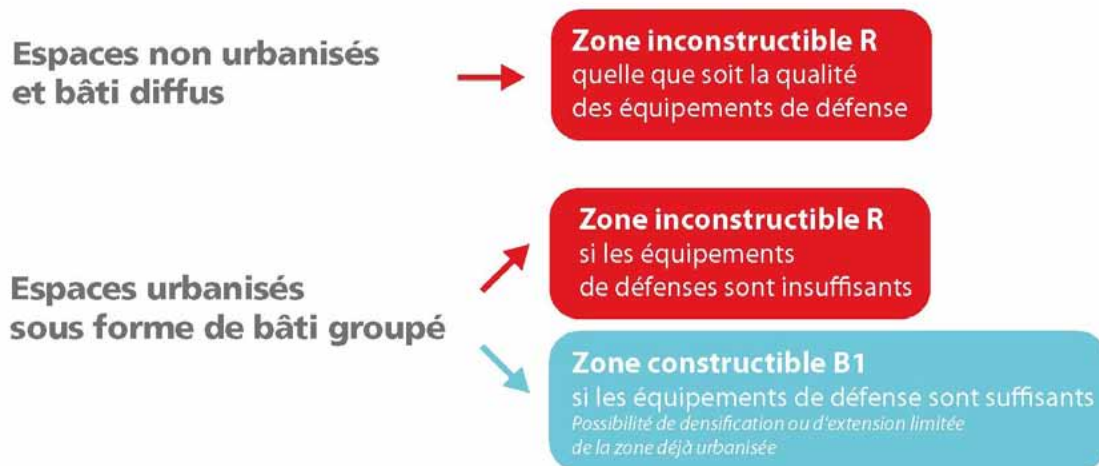 Espaces non urbanisés
et bâti diffus
Zone inconstructible R
quelle que soit la qualité
des équipements de défense
Espaces urbanisés
sous forme de bâti groupé
Zone inconstructible R
si les équipements
de défenses sont insuffisants
Zone constructible B1
si les équipements de défense sont suffisants
Possibilité de densification ou d'extension limitée
de la zone déjà urbanisée